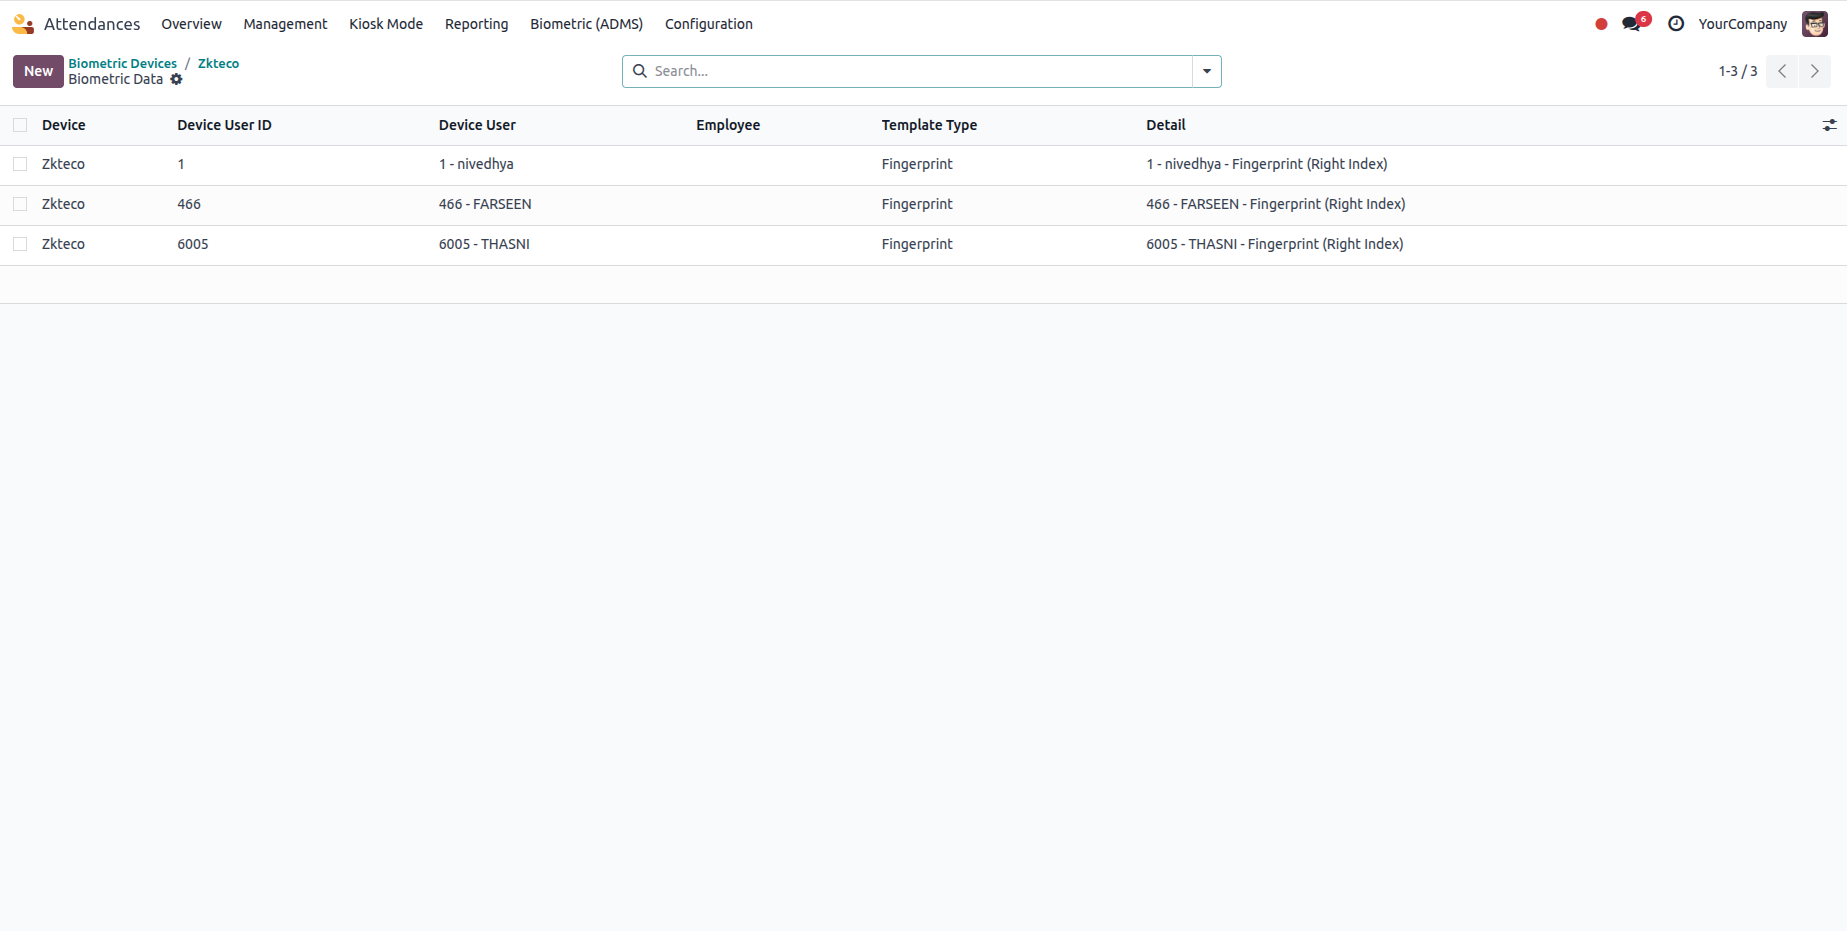 Attendances Overview Management Kiosk Mode Reporting Biometric (ADMS) Configuration 6 YourCompany
New Biometric Devices / Zkteco Search... 1-3 / 3
Biometric Data
Device Device User ID Device User Employee Template Type Detail
Zkteco 1 1 - nivedhya Fingerprint 1 - nivedhya - Fingerprint (Right Index)
Zkteco 466 466 - FARSEEN Fingerprint 466 - FARSEEN - Fingerprint (Right Index)
Zkteco 6005 6005 - THASNI Fingerprint 6005 - THASNI - Fingerprint (Right Index)